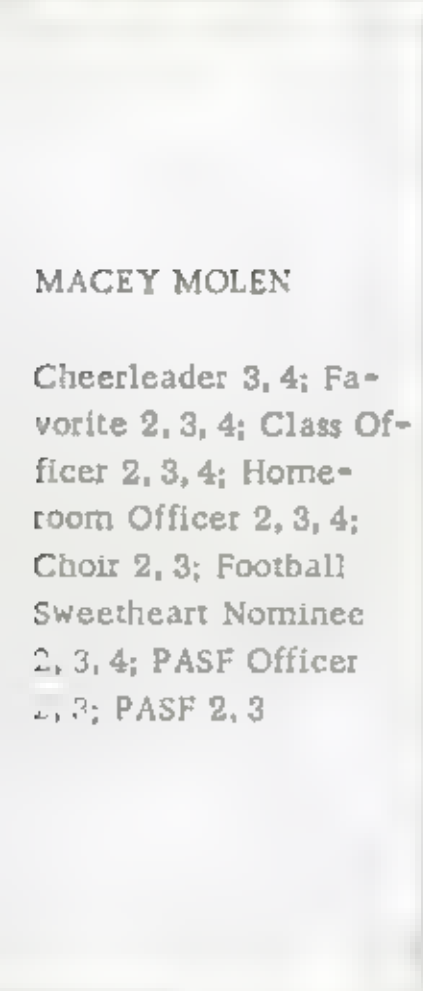 MACEY MOLEN
Cheerleader 3, 4; Fa-
vorite 2, 3, 4; Class Of-
ficer 2, 3, 4; Home-
room Officer 2, 3, 4;
Choir 2, 3; Football
Sweetheart Nominee
2, 3, 4; PASF Officer
2, 3; PASF 2, 3